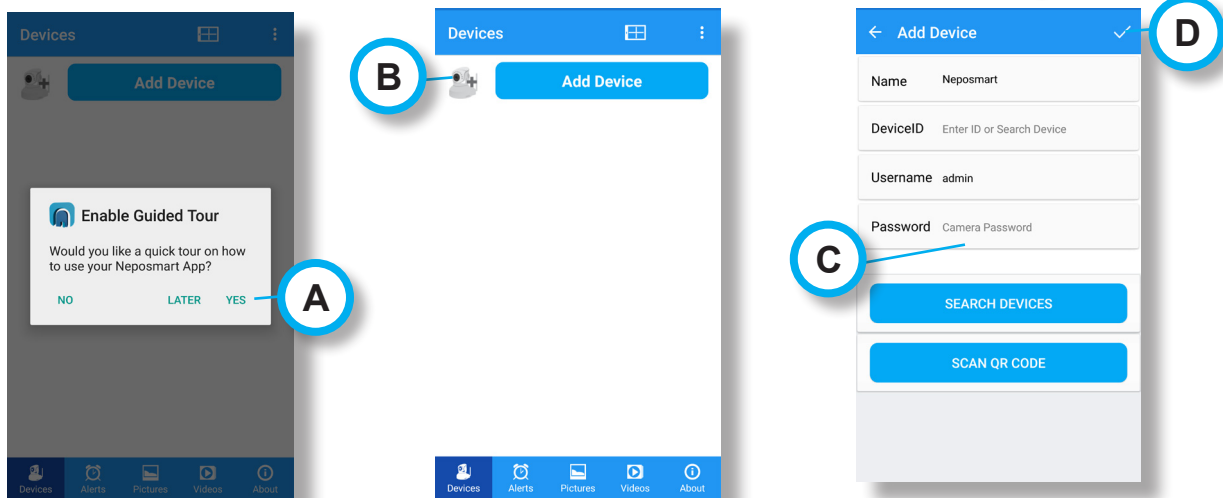 Devices
Add Device
Enable Guided Tour
Would you like a quick tour on how
to use your Neposmart App?
NO LATER YES
A
Devices Alerts Pictures Videos About
Devices
B
Add Device
Devices Alerts Pictures Videos About
Add Device
D
Name Neposmart
DeviceID Enter ID or Search Device
Username admin
Password Camera Password
C
SEARCH DEVICES
SCAN QR CODE